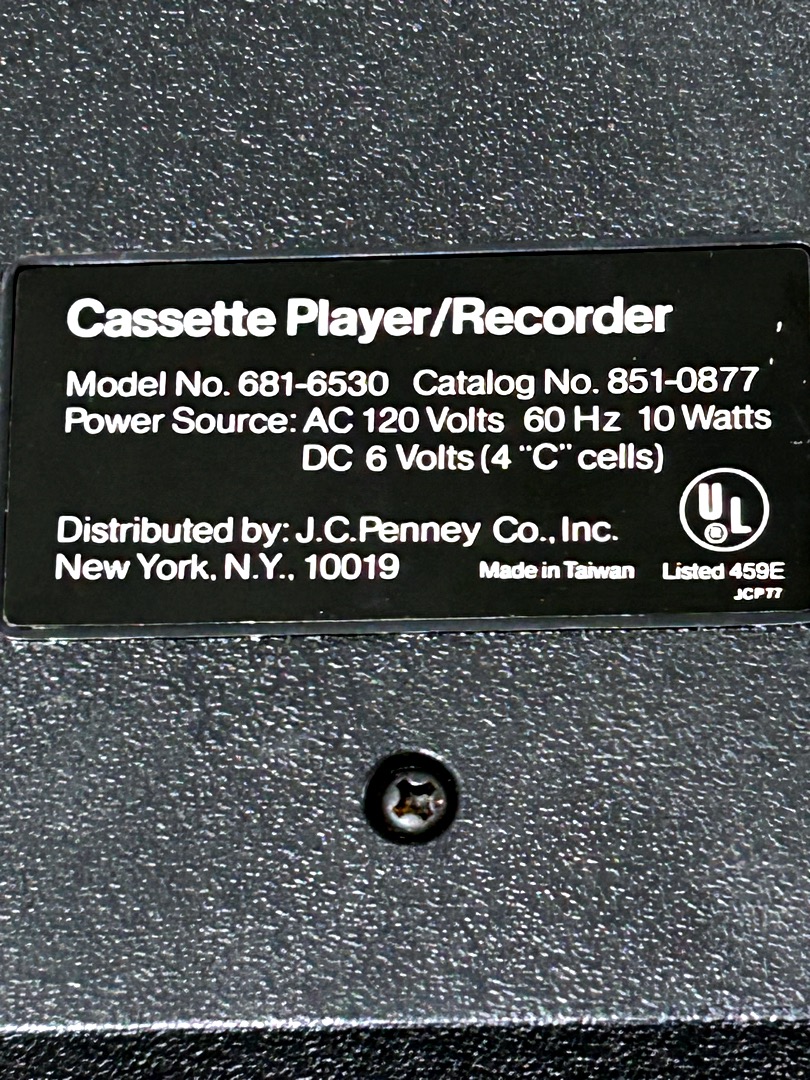 Cassette Player/Recorder
Model No. 681-6530 Catalog No. 851-0877
Power Source: AC 120 Volts 60 Hz 10 Watts
DC 6 Volts (4 "C" cells)
UL
Distributed by: J.C.Penney Co., Inc.
New York, N.Y., 10019 Made in Taiwan Listed 459E
JCP77